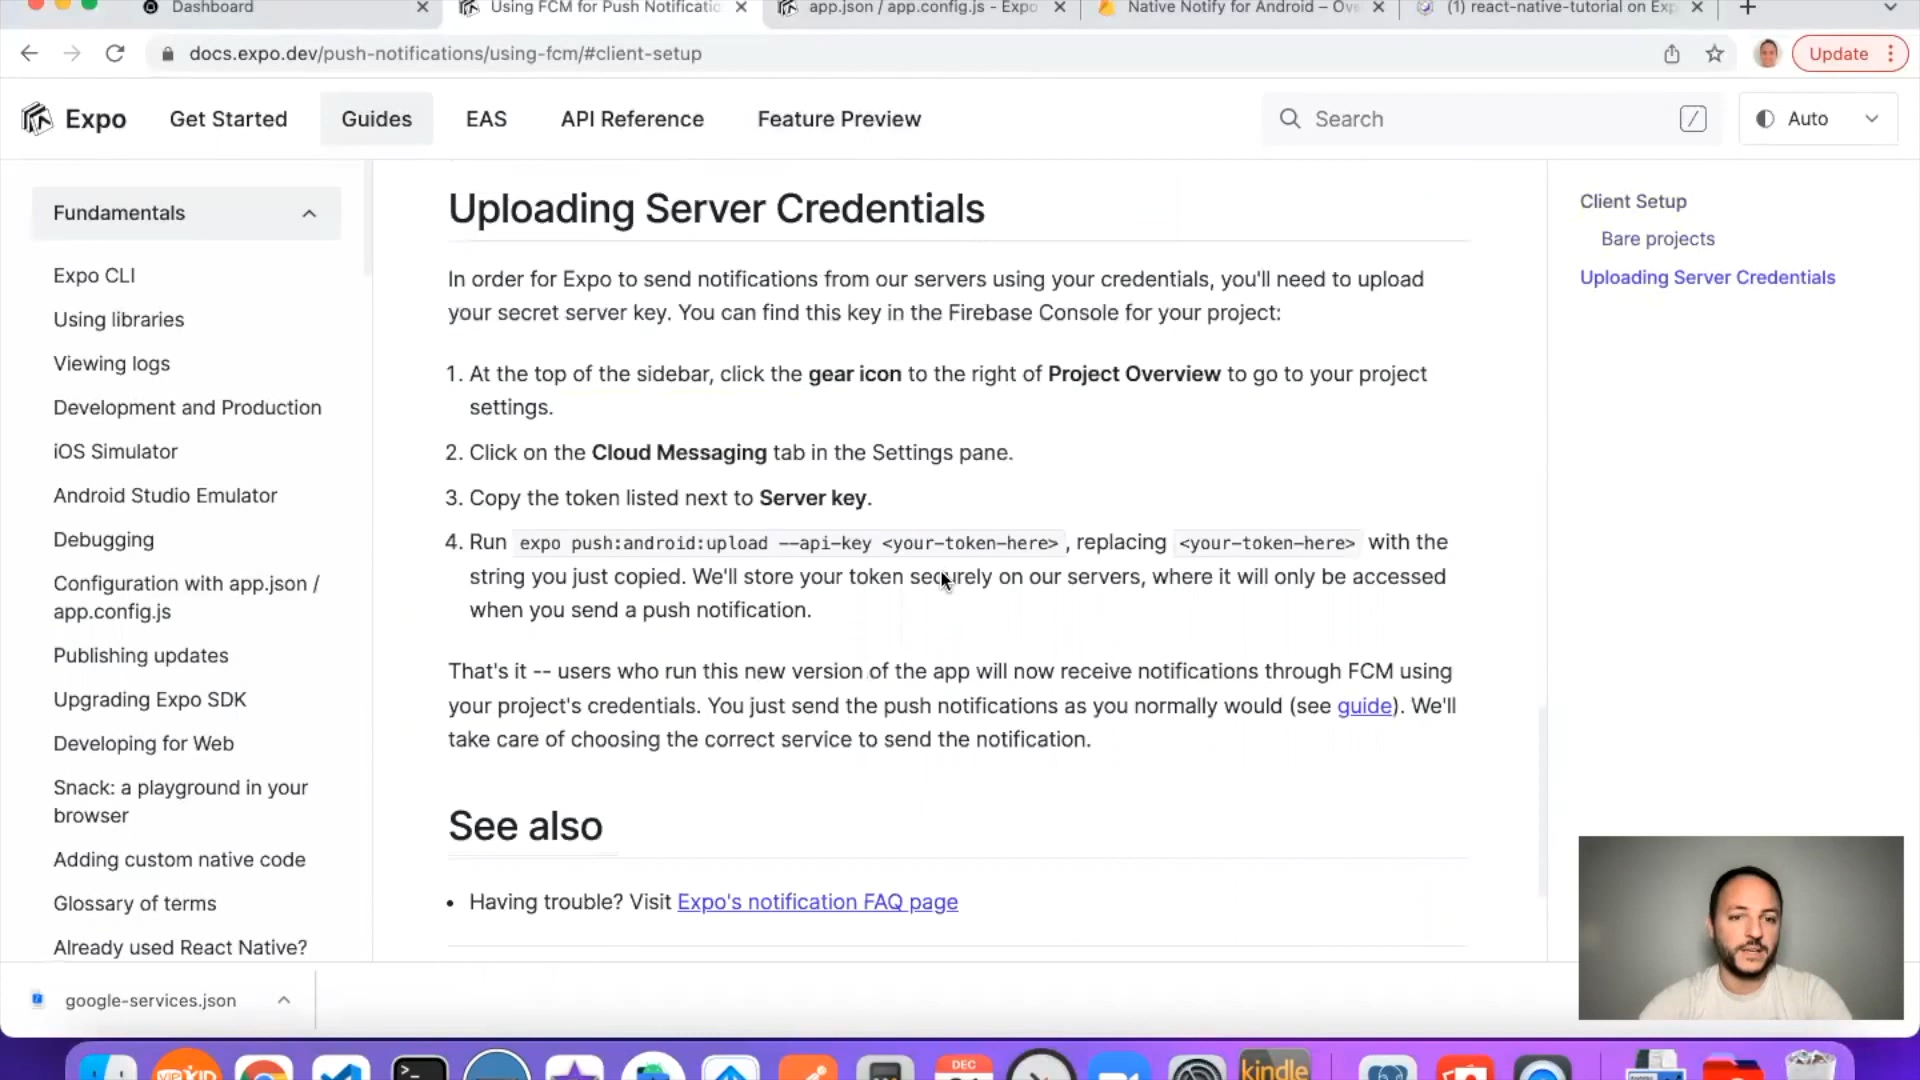 Dashboard
Using FCM for Push Notificatio
app.json / app.config.js - Expo
Native Notify for Android – Ove
(1) react-native-tutorial on Exp
docs.expo.dev/push-notifications/using-fcm/#client-setup
Update
Expo
Get Started
Guides
EAS
API Reference
Feature Preview
Search
/
Auto
Fundamentals
Expo CLI
Using libraries
Viewing logs
Development and Production
iOS Simulator
Android Studio Emulator
Debugging
Configuration with app.json /
app.config.js
Publishing updates
Upgrading Expo SDK
Developing for Web
Snack: a playground in your
browser
Adding custom native code
Glossary of terms
Already used React Native?
Uploading Server Credentials
In order for Expo to send notifications from our servers using your credentials, you'll need to upload
your secret server key. You can find this key in the Firebase Console for your project:
1. At the top of the sidebar, click the gear icon to the right of Project Overview to go to your project
settings.
2. Click on the Cloud Messaging tab in the Settings pane.
3. Copy the token listed next to Server key.
4. Run expo push:android:upload --api-key <your-token-here> , replacing <your-token-here> with the
string you just copied. We'll store your token securely on our servers, where it will only be accessed
when you send a push notification.
That's it -- users who run this new version of the app will now receive notifications through FCM using
your project's credentials. You just send the push notifications as you normally would (see guide). We'll
take care of choosing the correct service to send the notification.
See also
• Having trouble? Visit Expo's notification FAQ page
Client Setup
Bare projects
Uploading Server Credentials
google-services.json
VIPKID
DEC
kindle